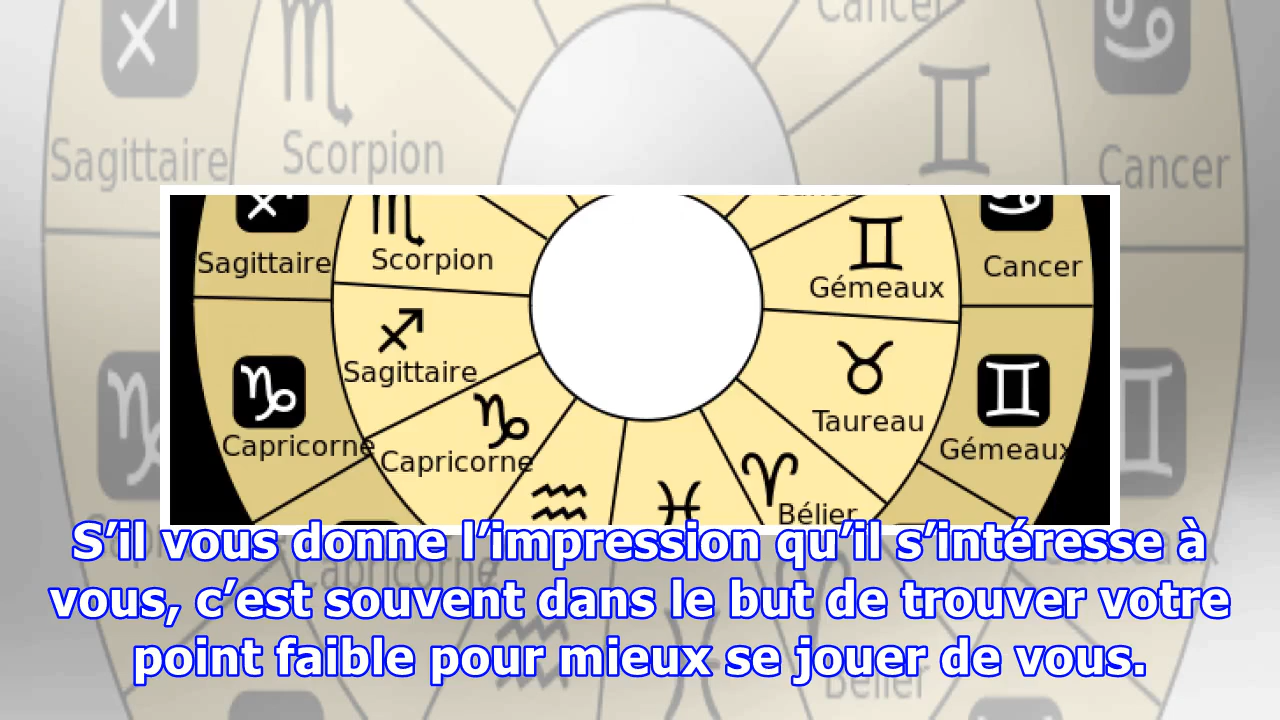 Cancer
Sagittaire
Scorpion
Cancer
Sagittaire
Scorpion
Gémeaux
Cancer
Sagittaire
Taureau
Capricorne
Capricorne
Gémeaux
Bélier
S’il vous donne l’impression qu’il s’intéresse à
vous, c’est souvent dans le but de trouver votre
point faible pour mieux se jouer de vous.
Capricorne
Bélier